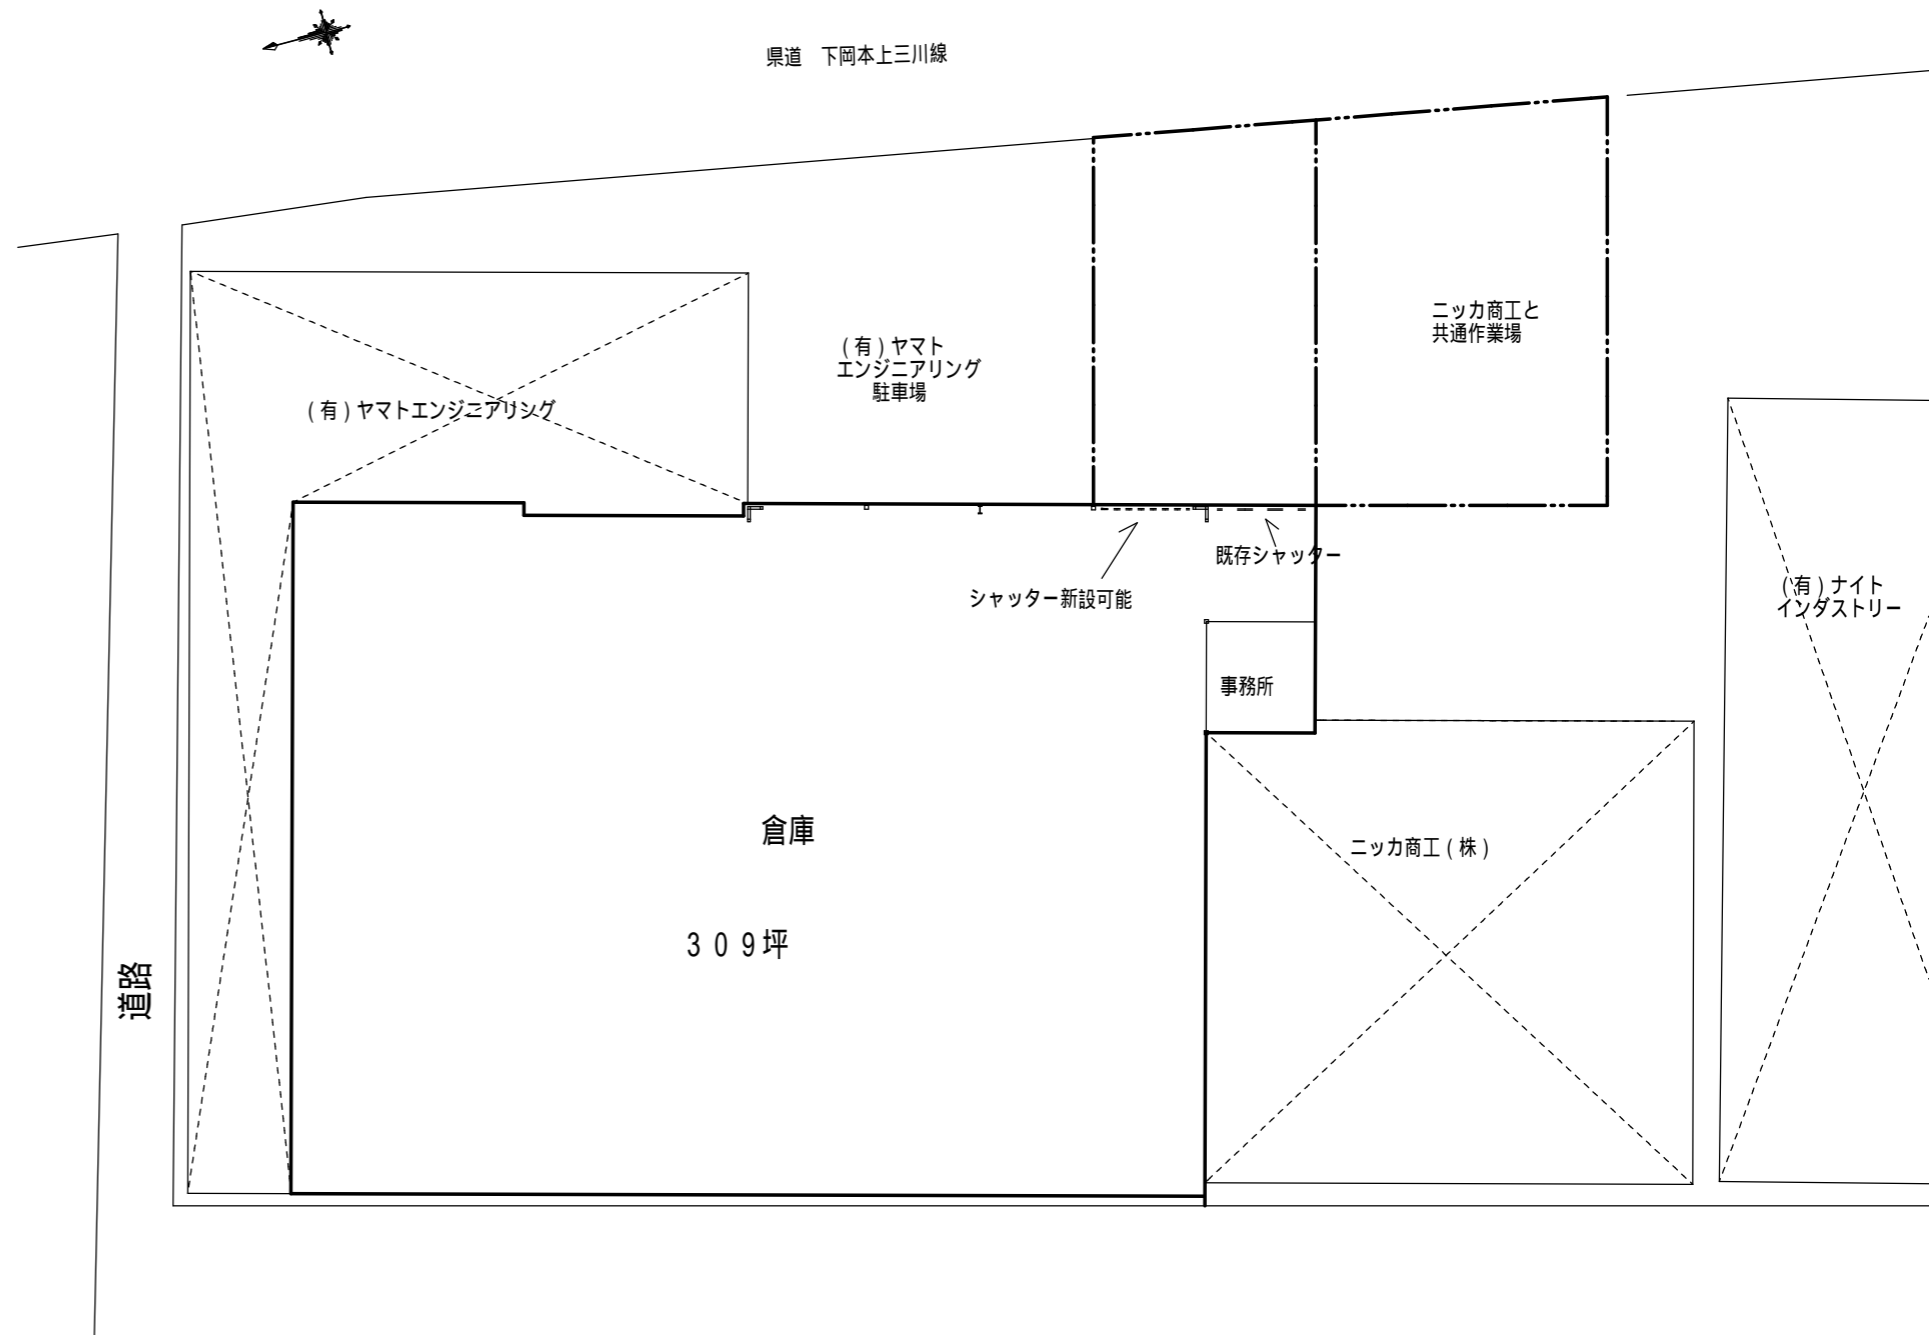 県道　下岡本上三川線
ニッカ商工と
共通作業場
(有)ヤマト
エンジニアリング
駐車場
(有)ヤマトエンジニアリング
既存シャッター
シャッター新設可能
(有)ナイト
インダストリー
事務所
倉庫
ニッカ商工(株)
３０９坪
道路